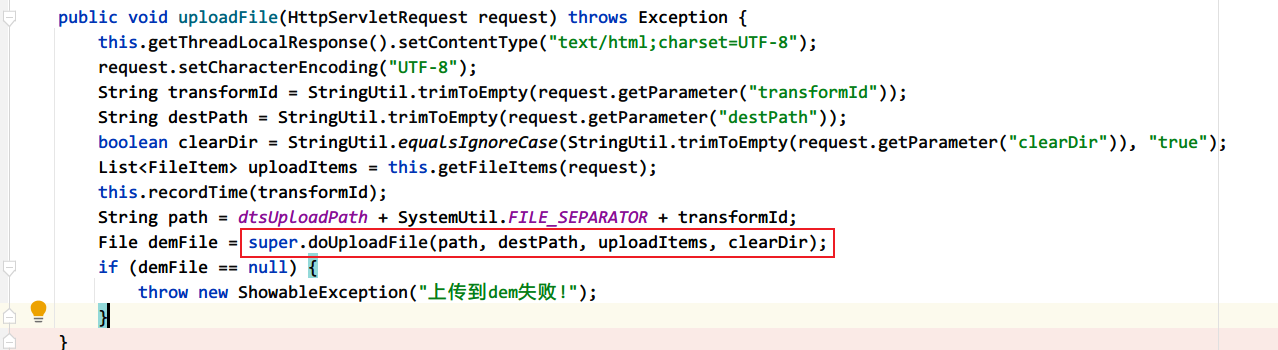 public void uploadFile(HttpServletRequest request) throws Exception {
this.getThreadLocalResponse().setContentType("text/html;charset=UTF-8");
request.setCharacterEncoding("UTF-8");
String transformId = StringUtil.trimToEmpty(request.getParameter("transformId"));
String destPath = StringUtil.trimToEmpty(request.getParameter("destPath"));
boolean clearDir = StringUtil.equalsIgnoreCase(StringUtil.trimToEmpty(request.getParameter("clearDir")), "true");
List<FileItem> uploadItems = this.getFileItems(request);
this.recordTime(transformId);
String path = dtsUploadPath + SystemUtil.FILE_SEPARATOR + transformId;
File demFile = super.doUploadFile(path, destPath, uploadItems, clearDir);
if (demFile == null) {
throw new ShowableException("上传到dem失败!");
}
}